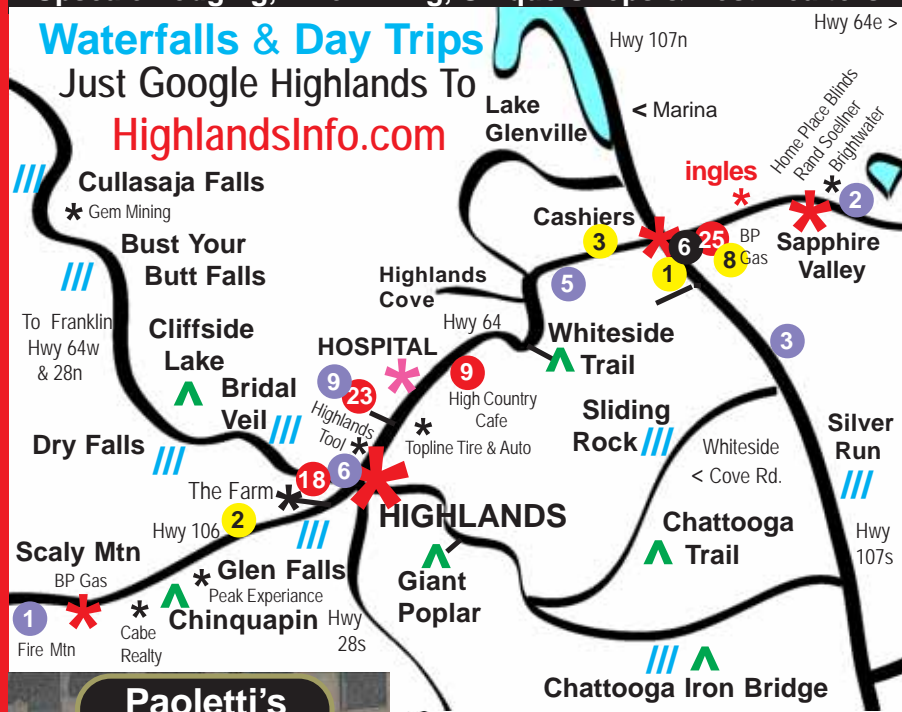 Waterfalls & Day Trips
Just Google Highlands To
HighlandsInfo.com
Hwy 107n
Hwy 64e >
Lake
Glenville
< Marina
Home Place Blinds
Rand Soellner
Brightwater
ingles
*
*
Cullasaja Falls
* Gem Mining
Cashiers
3
*
6
25
BP
Gas
8
1
*
2
Sapphire
Valley
Bust Your
Butt Falls
Highlands
Cove
5
To Franklin
Hwy 64w
& 28n
Cliffside
Lake
Hwy 64
Whiteside
Trail
3
HOSPITAL
*
9
23
9
High Country
Cafe
Bridal
Veil
Highlands
Tool
*
*
Topline Tire & Auto
Sliding
Rock
Whiteside
< Cove Rd.
Silver
Run
Dry Falls
18
6
*
The Farm
*
HIGHLANDS
2
Hwy 106
Chattooga
Trail
Hwy
107s
Scaly Mtn
BP Gas
*
Glen Falls
* Peak Experience
Giant
Poplar
1
Fire Mtn
*
Cabe
Realty
Chinquapin
Hwy
28s
Chattooga Iron Bridge
Paoletti's